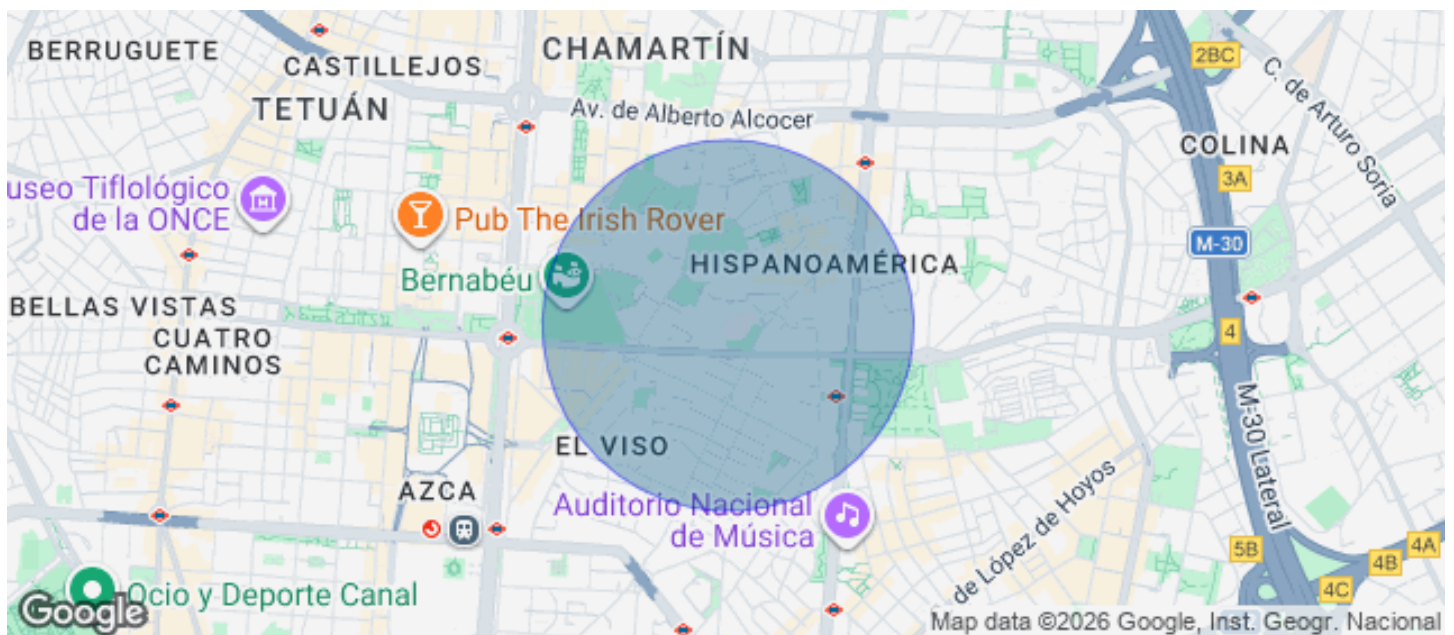 BERRUGUETE
CASTILLEJOS
CHAMARTÍN
TETUÁN
Av. de Alberto Alcocer
2BC
C. de Arturo Soria
COLINA
3A
useo Tiflológico
de la ONCE
Pub The Irish Rover
M-30
Bernabéu
HISPANOAMÉRICA
BELLAS VISTAS
CUATRO
CAMINOS
4
M-30 Lateral
EL VISO
AZCA
Auditorio Nacional
de Música
de López de Hoyos
5B
4A
4B
4C
Ocio y Deporte Canal
Google
Map data ©2026 Google, Inst. Geogr. Nacional